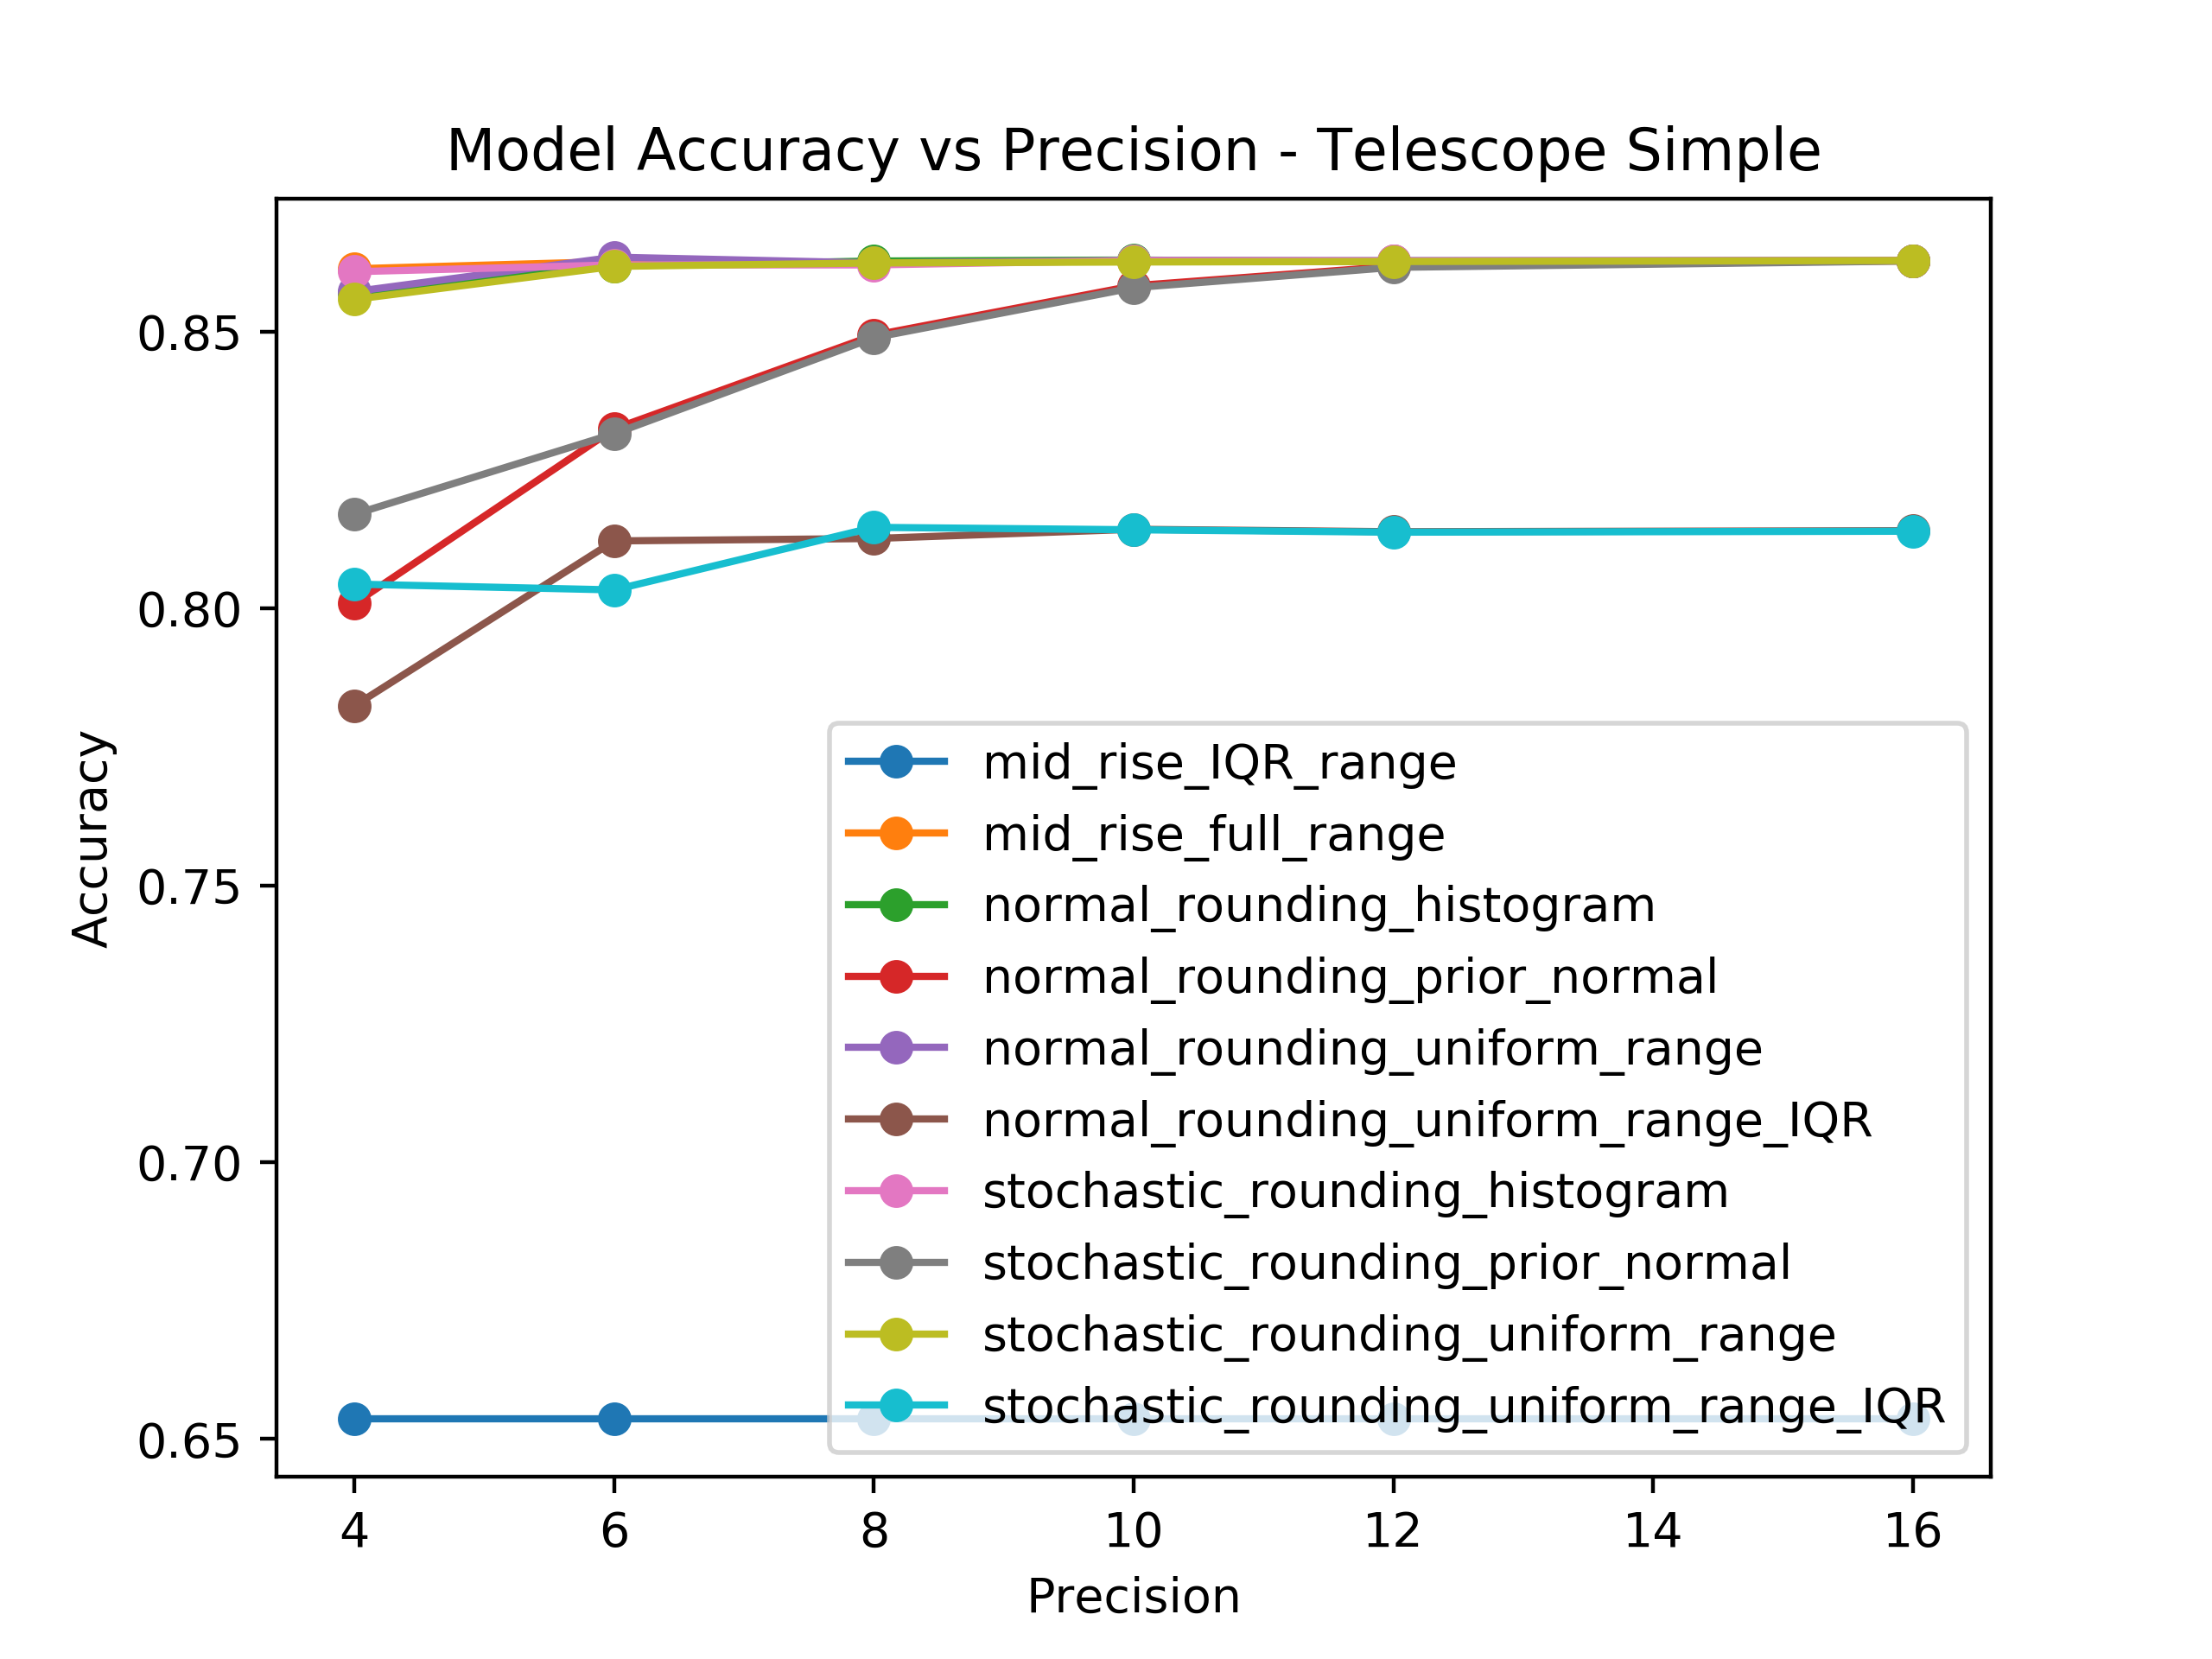 Model Accuracy vs Precision - Telescope Simple
Accuracy
0.85
0.80
0.75
0.70
0.65
mid_rise_IQR_range
mid_rise_full_range
normal_rounding_histogram
normal_rounding_prior_normal
normal_rounding_uniform_range
normal_rounding_uniform_range_IQR
stochastic_rounding_histogram
stochastic_rounding_prior_normal
stochastic_rounding_uniform_range
stochastic_rounding_uniform_range_IQR
4 6 8 10 12 14 16
Precision